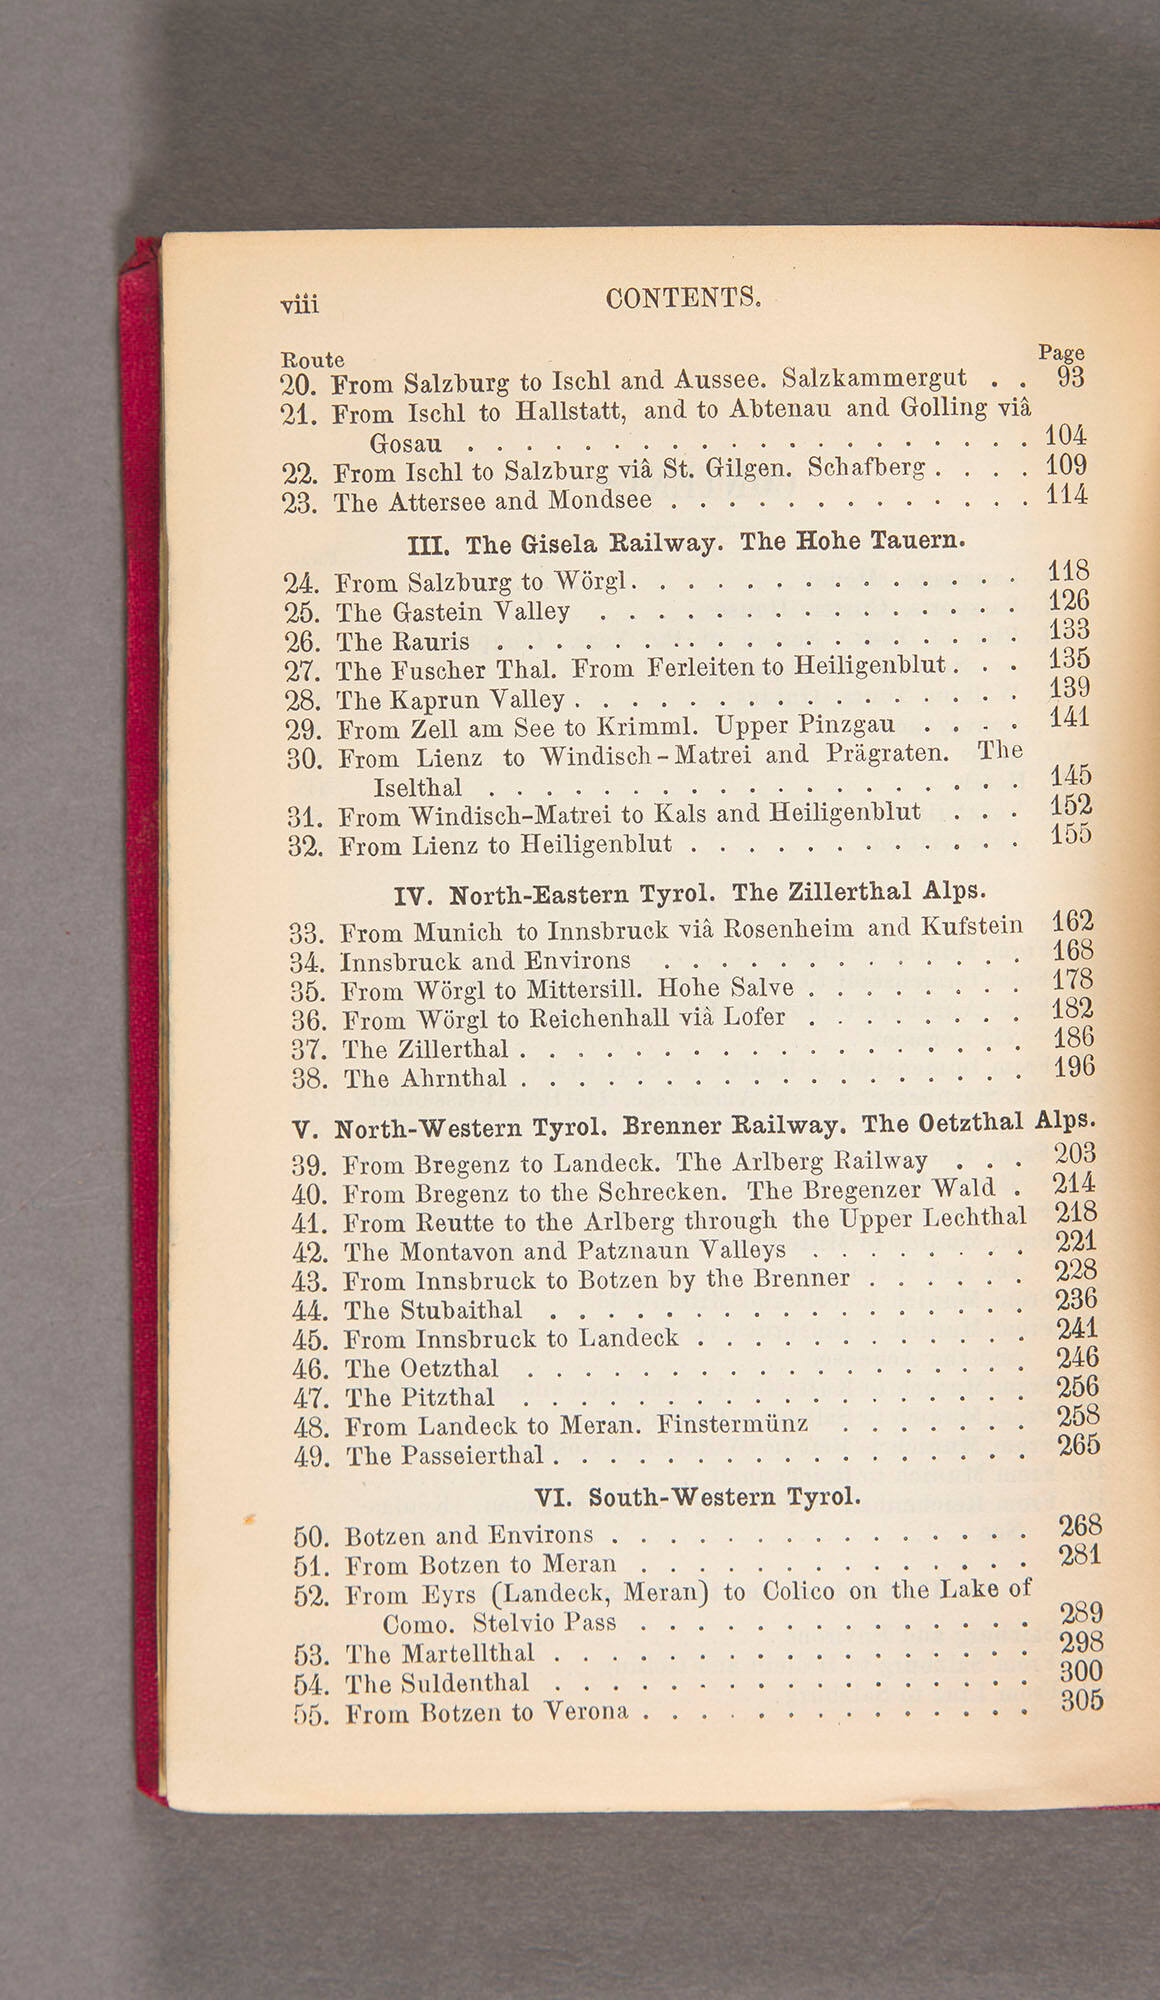 viii CONTENTS.
Route Page
20. From Salzburg to Ischl and Aussee. Salzkammergut . . 93
21. From Ischl to Hallstatt, and to Abtenau and Golling viâ
Gosau . . . . . . . . . . . . . . . . . . . . 104
22. From Ischl to Salzburg viâ St. Gilgen. Schafberg . . . . 109
23. The Attersee and Mondsee . . . . . . . . . . . . . 114
III. The Gisela Railway. The Hohe Tauern.
24. From Salzburg to Wörgl. . . . . . . . . . . . . . 118
25. The Gastein Valley . . . . . . . . . . . . . . . 126
26. The Rauris . . . . . . . . . . . . . . . . . . . 133
27. The Fuscher Thal. From Ferleiten to Heiligenblut . . . 135
28. The Kaprun Valley . . . . . . . . . . . . . . . . 139
29. From Zell am See to Krimml. Upper Pinzgau . . . . 141
30. From Lienz to Windisch-Matrei and Prägraten. The
Iselthal . . . . . . . . . . . . . . . . . . . 145
31. From Windisch-Matrei to Kals and Heiligenblut . . . 152
32. From Lienz to Heiligenblut . . . . . . . . . . . . 155
IV. North-Eastern Tyrol. The Zillerthal Alps.
33. From Munich to Innsbruck viâ Rosenheim and Kufstein 162
34. Innsbruck and Environs . . . . . . . . . . . . . 168
35. From Wörgl to Mittersill. Hohe Salve . . . . . . . . 178
36. From Wörgl to Reichenhall viâ Lofer . . . . . . . . 182
37. The Zillerthal . . . . . . . . . . . . . . . . . . 186
38. The Ahrnthal . . . . . . . . . . . . . . . . . . 196
V. North-Western Tyrol. Brenner Railway. The Oetzthal Alps.
39. From Bregenz to Landeck. The Arlberg Railway . . . 203
40. From Bregenz to the Schrecken. The Bregenzer Wald . 214
41. From Reutte to the Arlberg through the Upper Lechthal 218
42. The Montavon and Patznaun Valleys . . . . . . . . 221
43. From Innsbruck to Botzen by the Brenner . . . . . . 228
44. The Stubaithal . . . . . . . . . . . . . . . . . 236
45. From Innsbruck to Landeck . . . . . . . . . . . . 241
46. The Oetzthal . . . . . . . . . . . . . . . . . . 246
47. The Pitzthal . . . . . . . . . . . . . . . . . . 256
48. From Landeck to Meran. Finstermünz . . . . . . . 258
49. The Passeierthal . . . . . . . . . . . . . . . . . 265
VI. South-Western Tyrol.
50. Botzen and Environs . . . . . . . . . . . . . . . 268
51. From Botzen to Meran . . . . . . . . . . . . . . 281
52. From Eyrs (Landeck, Meran) to Colico on the Lake of
Como. Stelvio Pass . . . . . . . . . . . . . . 289
53. The Martellthal . . . . . . . . . . . . . . . . . 298
54. The Suldenthal . . . . . . . . . . . . . . . . . 300
55. From Botzen to Verona . . . . . . . . . . . . . . 305